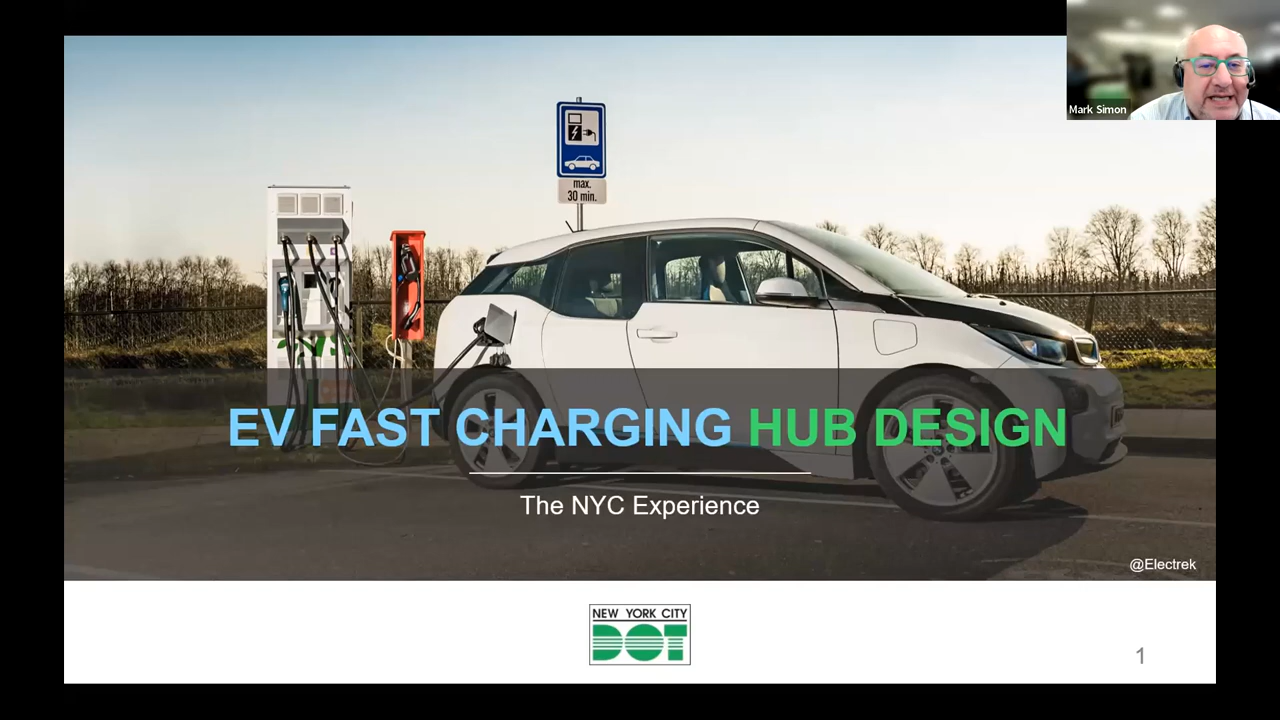 Mark Simon
max.
30 min.
EV FAST CHARGING HUB DESIGN
The NYC Experience
@Electrek
NEW YORK CITY
DOT
1